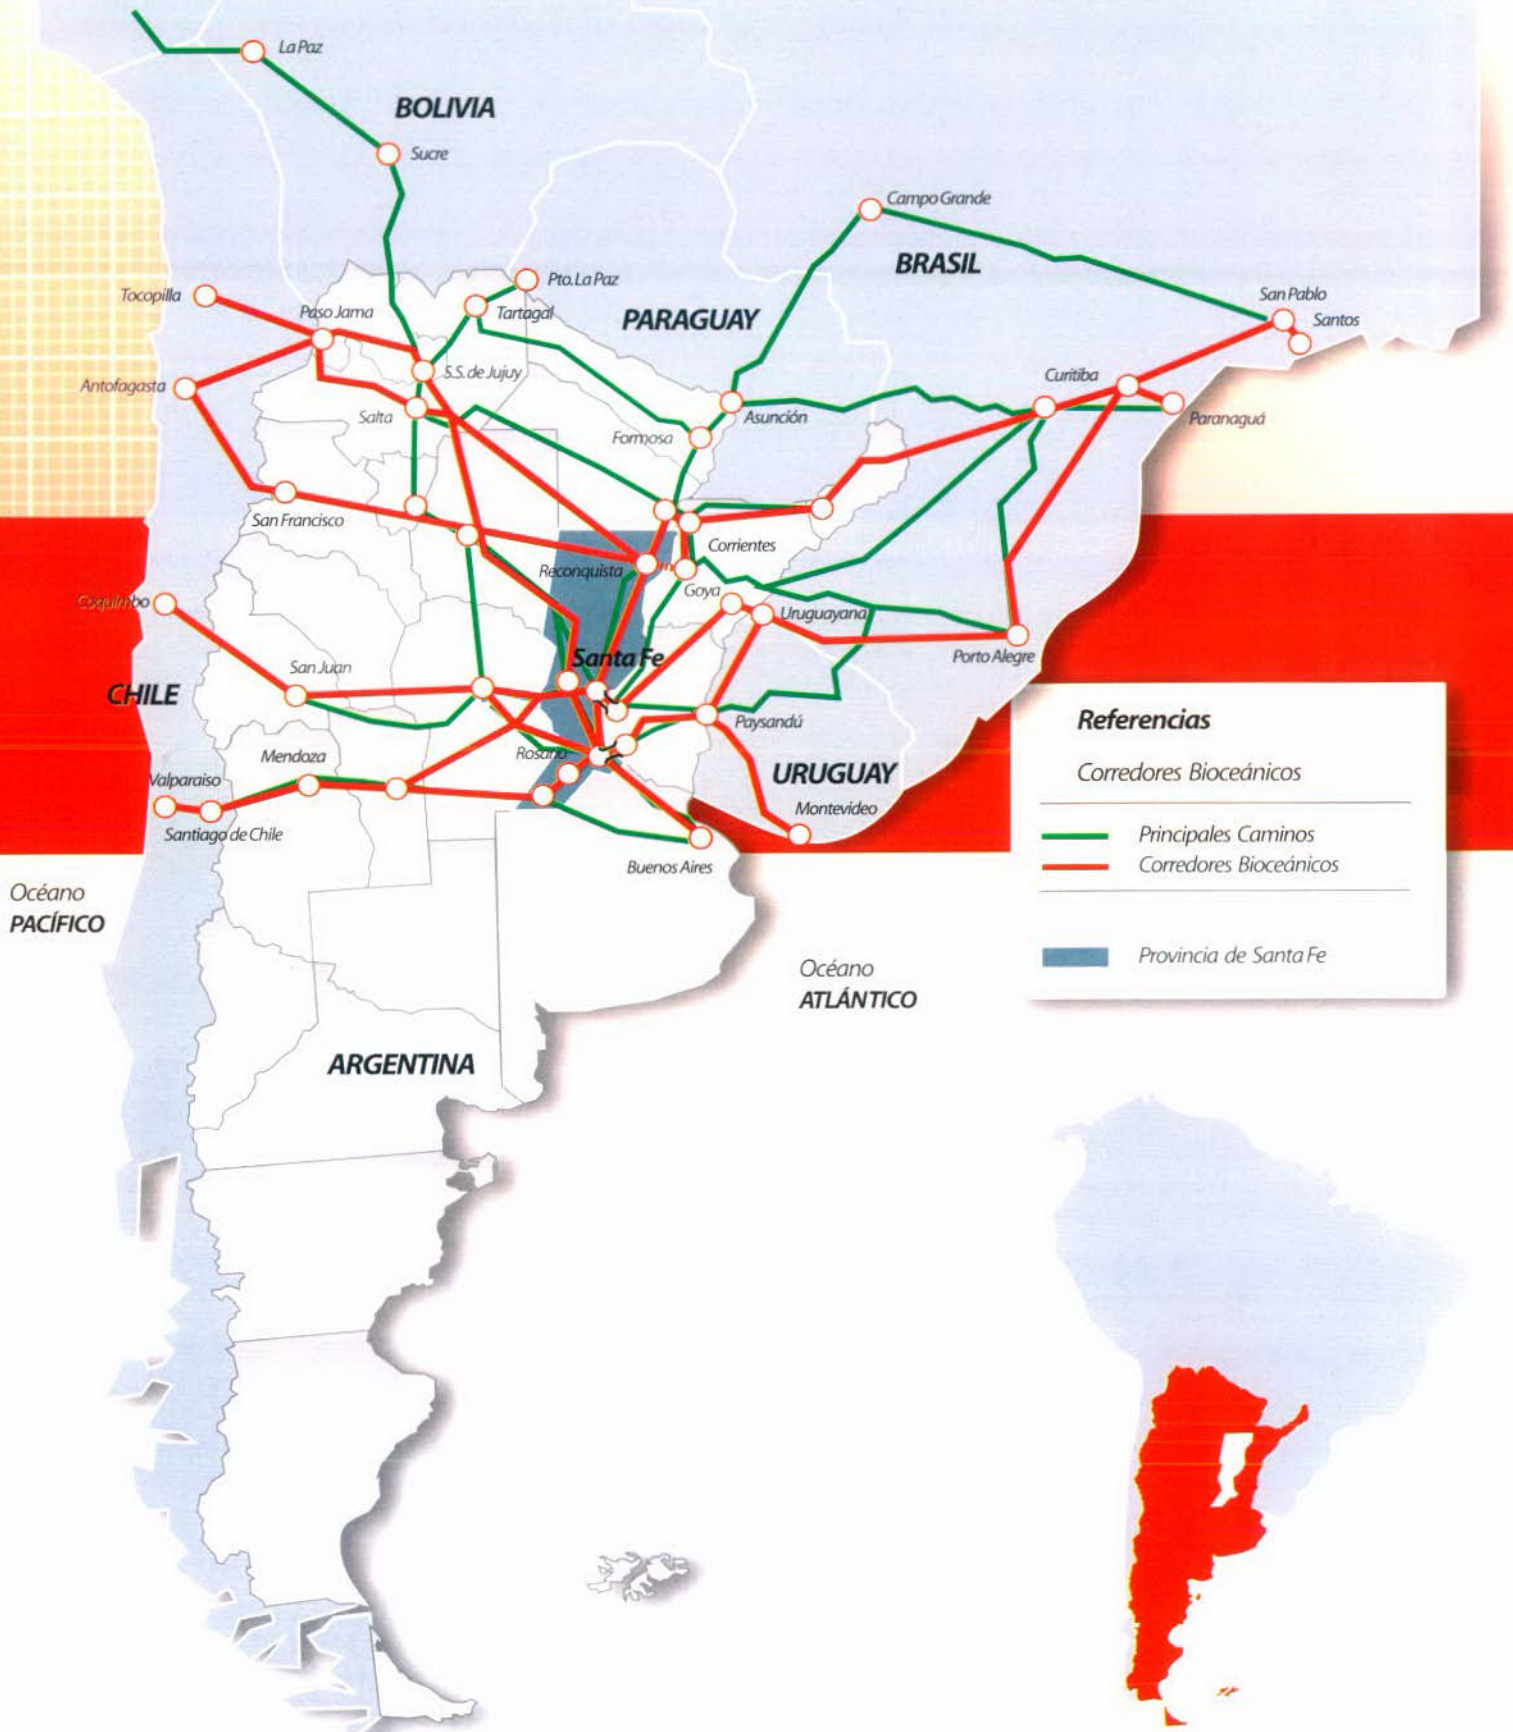 La Paz
BOLIVIA
Sucre
Campo Grande
BRASIL
Pto. La Paz
Tocopilla
Paso Jama
Tartagal
PARAGUAY
San Pablo
Santos
S.S. de Jujuy
Antofagasta
Curitiba
Salta
Asunción
Paranaguá
Formosa
San Francisco
Corrientes
Reconquista
Goya
Coquimbo
Uruguayana
Santa Fe
San Juan
Porto Alegre
CHILE
Paysandú
Mendoza
Rosario
Valparaiso
URUGUAY
Montevideo
Santiago de Chile
Buenos Aires
Referencias
Corredores Bioceánicos
Principales Caminos
Corredores Bioceánicos
Provincia de Santa Fe
Océano
PACÍFICO
Océano
ATLÁNTICO
ARGENTINA